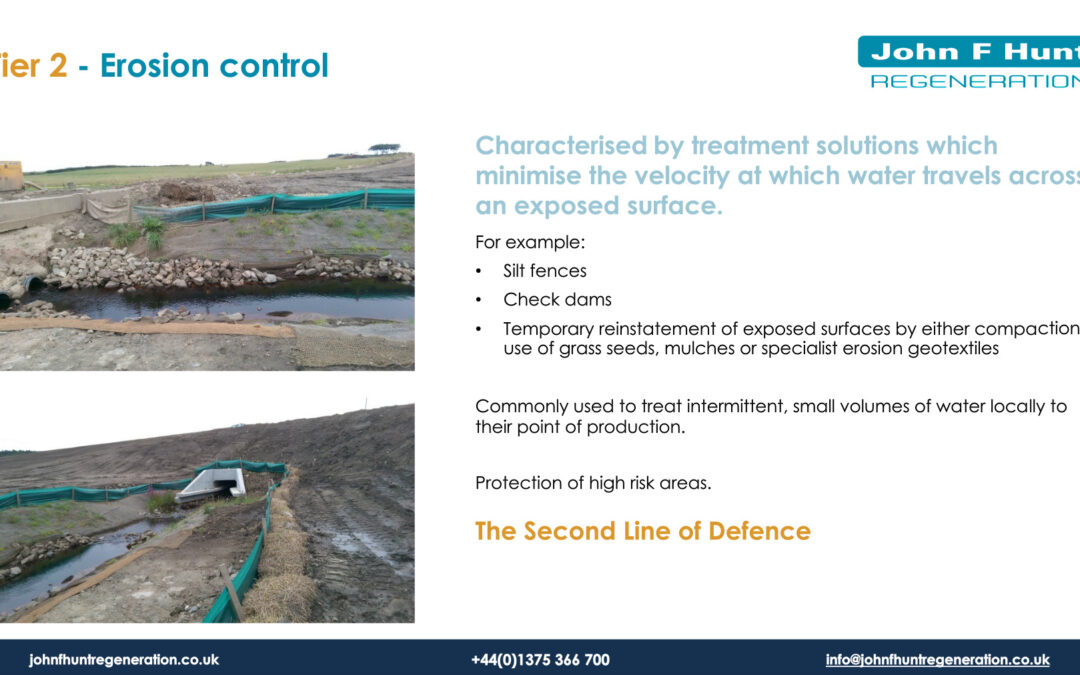 ier 2 - Erosion control
John F Hunt
REGENERATION
Characterised by treatment solutions which
minimise the velocity at which water travels across
an exposed surface.
For example:
• Silt fences
• Check dams
• Temporary reinstatement of exposed surfaces by either compaction
use of grass seeds, mulches or specialist erosion geotextiles
Commonly used to treat intermittent, small volumes of water locally to
their point of production.
Protection of high risk areas.
The Second Line of Defence
johnfhuntregeneration.co.uk
+44(0)1375 366 700
info@johnfhuntregeneration.co.uk